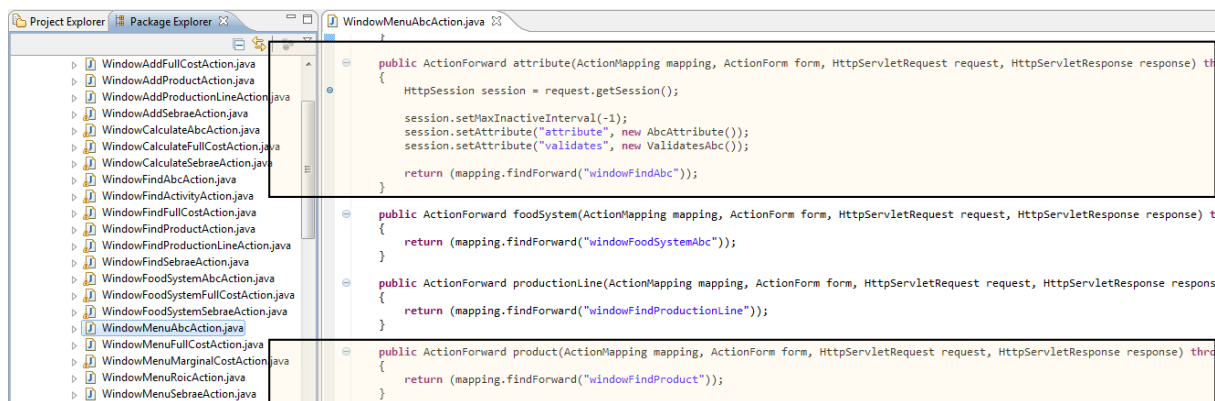 Project Explorer Package Explorer
WindowAddFullCostAction.java
WindowAddProductAction.java
WindowAddProductionLineAction.java
WindowAddSebraeAction.java
WindowCalculateAbcAction.java
WindowCalculateFullCostAction.java
WindowCalculateSebraeAction.java
WindowFindAbcAction.java
WindowFindActivityAction.java
WindowFindFullCostAction.java
WindowFindProductAction.java
WindowFindProductionLineAction.java
WindowFindSebraeAction.java
WindowFoodSystemAbcAction.java
WindowFoodSystemFullCostAction.java
WindowFoodSystemSebraeAction.java
WindowMenuAbcAction.java
WindowMenuFullCostAction.java
WindowMenuMarginalCostAction.java
WindowMenuRoicAction.java
WindowMenuSebraeAction.java
WindowMenuAbcAction.java
}
public ActionForward attribute(ActionMapping mapping, ActionForm form, HttpServletRequest request, HttpServletResponse response) th
{
HttpSession session = request.getSession();
session.setMaxInactiveInterval(-1);
session.setAttribute("attribute", new AbcAttribute());
session.setAttribute("validates", new ValidatesAbc());
return (mapping.findForward("windowFindAbc"));
}
public ActionForward foodSystem(ActionMapping mapping, ActionForm form, HttpServletRequest request, HttpServletResponse response) t
{
return (mapping.findForward("windowFoodSystemAbc"));
}
public ActionForward productionLine(ActionMapping mapping, ActionForm form, HttpServletRequest request, HttpServletResponse respons
{
return (mapping.findForward("windowFindProductionLine"));
}
public ActionForward product(ActionMapping mapping, ActionForm form, HttpServletRequest request, HttpServletResponse response) thro
{
return (mapping.findForward("windowFindProduct"));
}